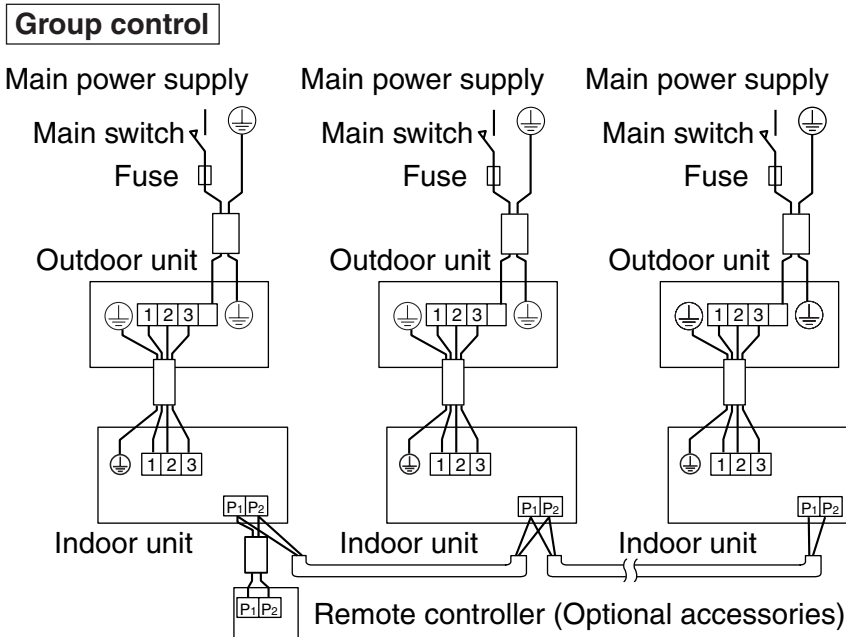 Group control
Main power supply Main power supply Main power supply
Main switch Main switch Main switch
Fuse Fuse Fuse
Outdoor unit Outdoor unit Outdoor unit
1 2 3 1 2 3 1 2 3
1 2 3 1 2 3 1 2 3
P1 P2 P1 P2 P1 P2
Indoor unit Indoor unit Indoor unit
P1 P2 Remote controller (Optional accessories)